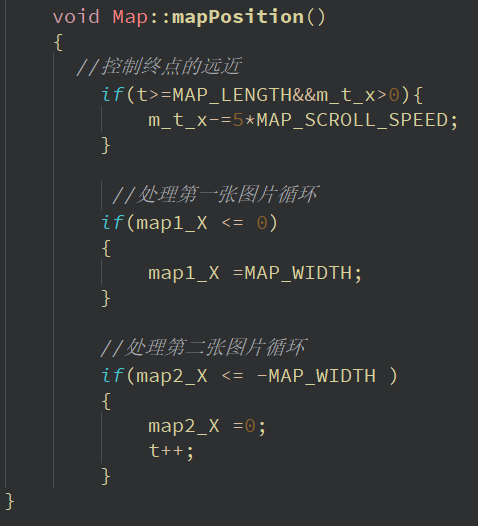 void Map::mapPosition()
{
//控制终点的远近
if(t>=MAP_LENGTH&&m_t_x>0){
m_t_x-=5*MAP_SCROLL_SPEED;
}
//处理第一张图片循环
if(map1_X <= 0)
{
map1_X =MAP_WIDTH;
}
//处理第二张图片循环
if(map2_X <= -MAP_WIDTH )
{
map2_X =0;
t++;
}
}